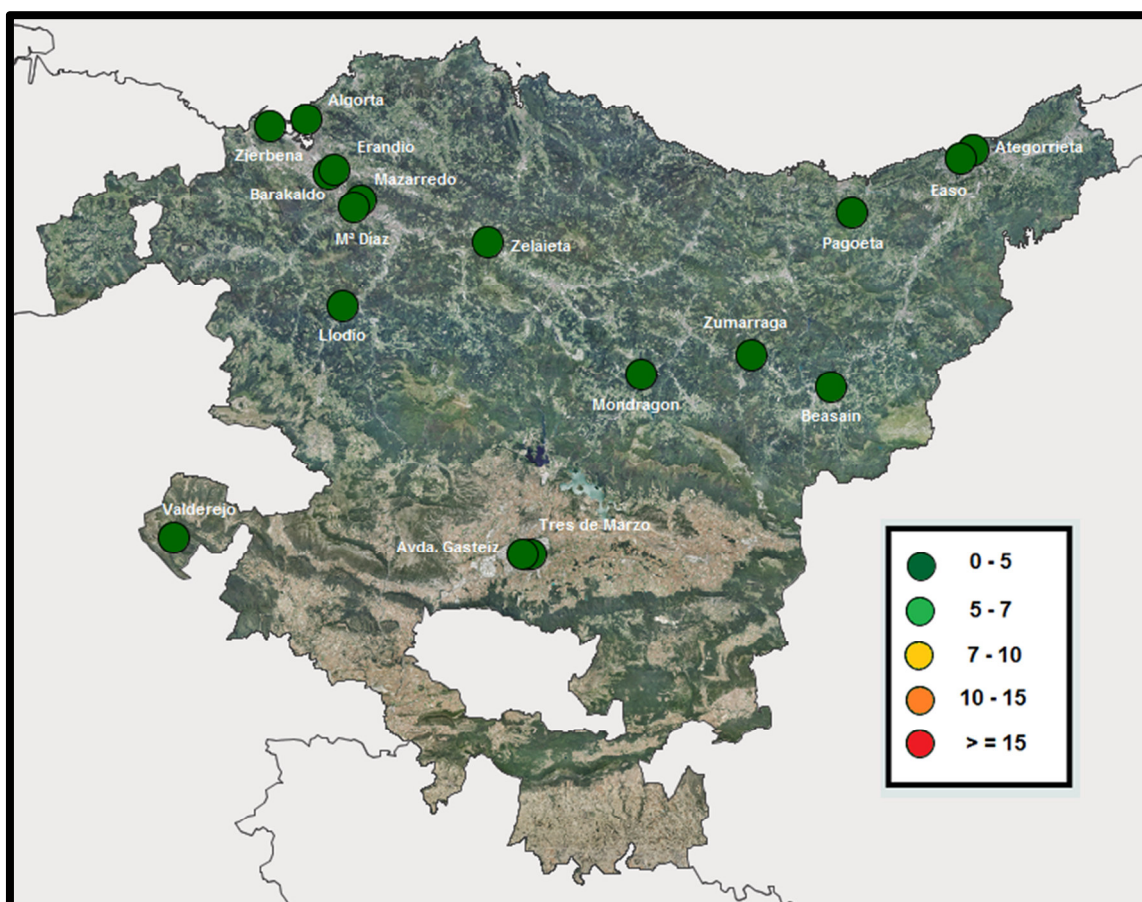 Algorta
Zierbena
Erandio
Barakaldo
Mazarredo
Mª Díaz
Zelaieta
Ategorrieta
Easo
Pagoeta
Llodio
Zumarraga
Mondragon
Beasain
Valderejo
Tres de Marzo
Avda. Gasteiz
0 - 5
5 - 7
7 - 10
10 - 15
> = 15